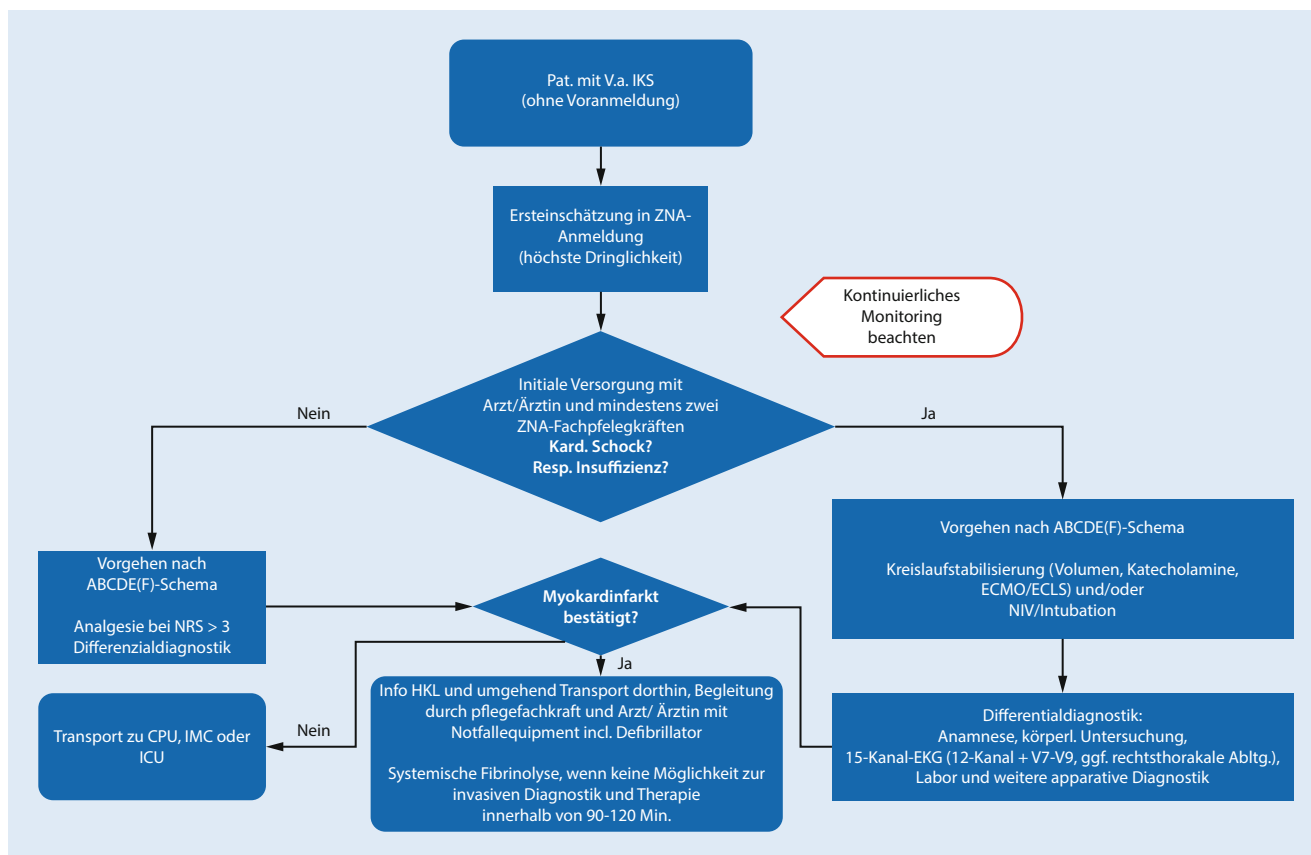 Pat. mit V.a. IKS
(ohne Voranmeldung)
Ersteinschätzung in ZNA-
Anmeldung
(höchste Dringlichkeit)
Kontinuierliches
Monitoring
beachten
Initiale Versorgung mit
Arzt/Ärztin und mindestens zwei
ZNA-Fachpfelegkräften
Kard. Schock?
Resp. Insuffizienz?
Nein
Ja
Vorgehen nach
ABCDE(F)-Schema
Analgesie bei NRS > 3
Differenzialdiagnostik
Vorgehen nach ABCDE(F)-Schema
Kreislaufstabilisierung (Volumen, Katecholamine,
ECMO/ECLS) und/oder
NIV/Intubation
Myokardinfarkt
bestätigt?
Ja
Nein
Transport zu CPU, IMC oder
ICU
Info HKL und umgehend Transport dorthin, Begleitung
durch pflegefachkraft und Arzt/ Ärztin mit
Notfallequipment incl. Defibrillator
Systemische Fibrinolyse, wenn keine Möglichkeit zur
invasiven Diagnostik und Therapie
innerhalb von 90-120 Min.
Differentialdiagnostik:
Anamnese, körperl. Untersuchung,
15-Kanal-EKG (12-Kanal + V7-V9, ggf. rechtsthorakale Abltg.),
Labor und weitere apparative Diagnostik